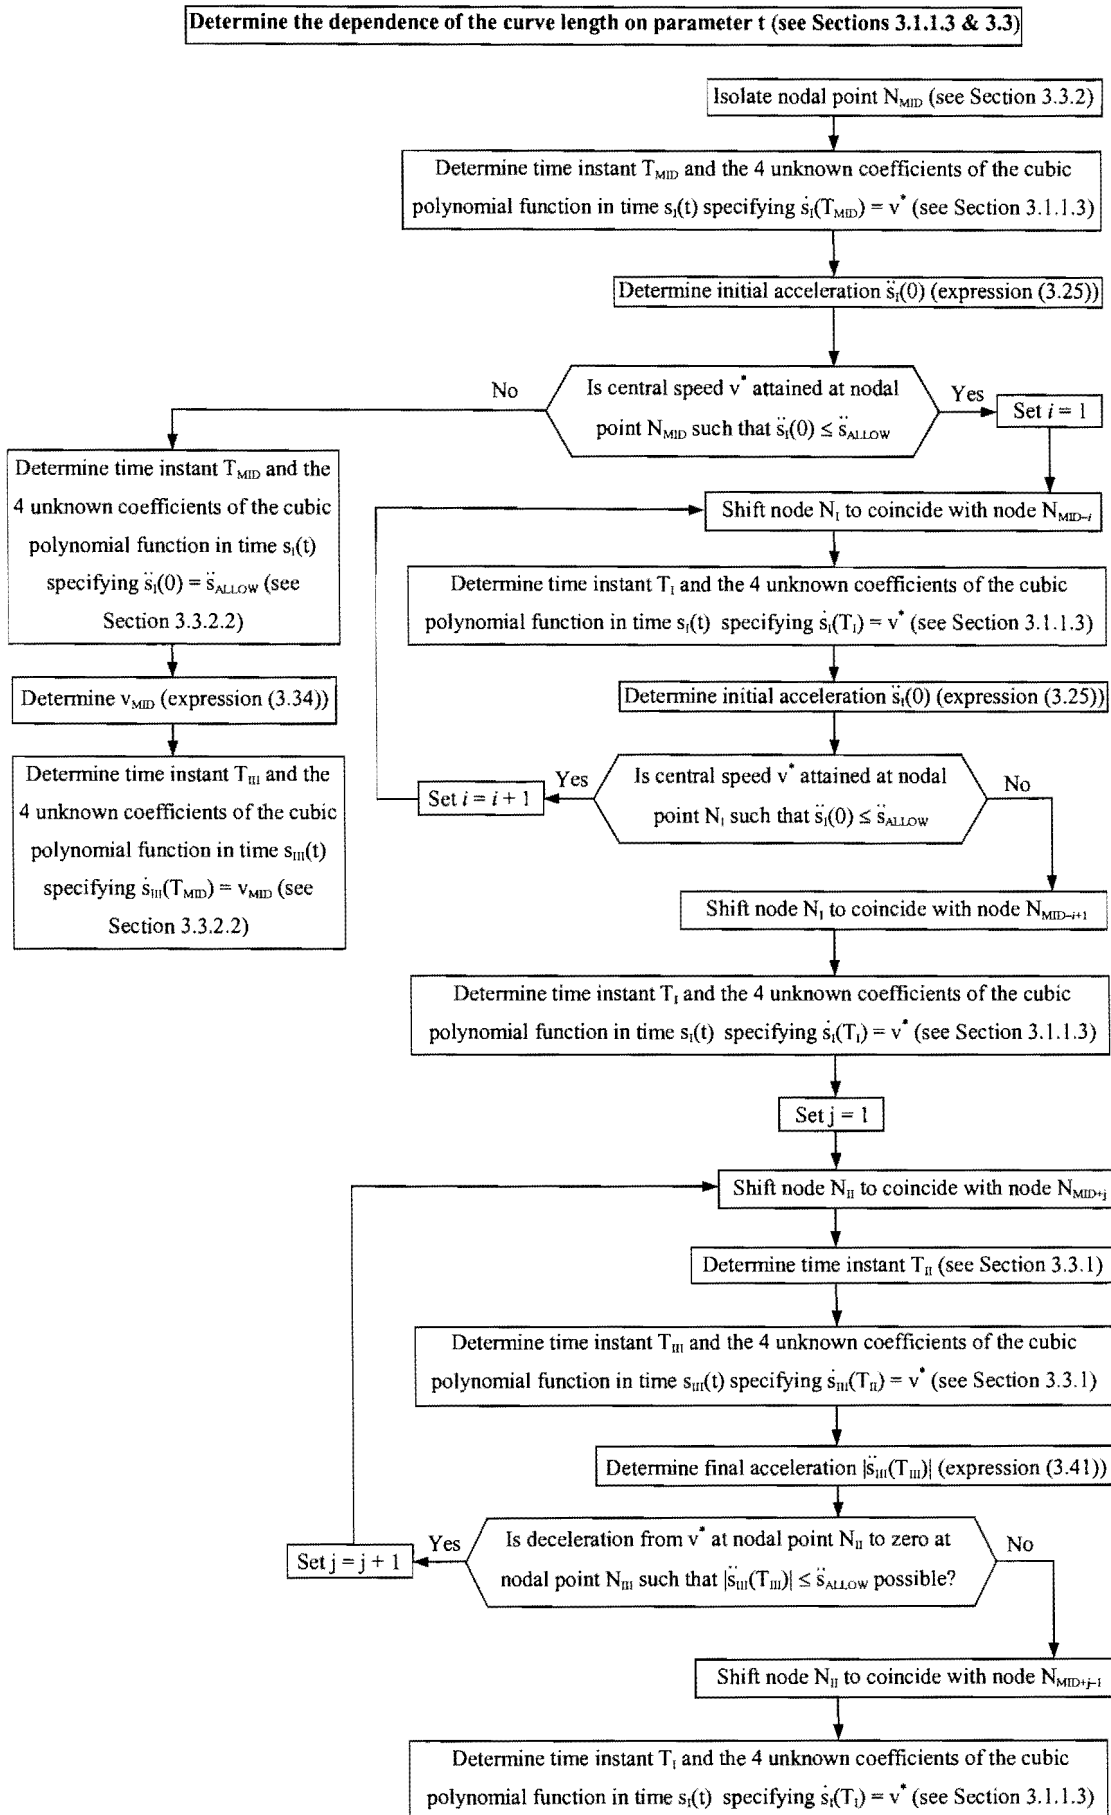 Determine the dependence of the curve length on parameter t (see Sections 3.1.1.3 & 3.3)
Isolate nodal point N_MID (see Section 3.3.2)
Determine time instant T_MID and the 4 unknown coefficients of the cubic
polynomial function in time s_I(t) specifying ṡ_I(T_MID) = v* (see Section 3.1.1.3)
Determine initial acceleration s̈_I(0) (expression (3.25))
No
Is central speed v* attained at nodal
point N_MID such that s̈_I(0) ≤ s̈_ALLOW
Yes
Set i = 1
Determine time instant T_MID and the
4 unknown coefficients of the cubic
polynomial function in time s_I(t)
specifying s̈_I(0) = s̈_ALLOW (see
Section 3.3.2.2)
Determine v_MID (expression (3.34))
Determine time instant T_III and the
4 unknown coefficients of the cubic
polynomial function in time s_III(t)
specifying ṡ_III(T_MID) = v_MID (see
Section 3.3.2.2)
Shift node N_I to coincide with node N_MID−i
Determine time instant T_I and the 4 unknown coefficients of the cubic
polynomial function in time s_I(t) specifying ṡ_I(T_I) = v* (see Section 3.1.1.3)
Determine initial acceleration s̈_I(0) (expression (3.25))
Set i = i + 1
Yes
Is central speed v* attained at nodal
point N_I such that s̈_I(0) ≤ s̈_ALLOW
No
Shift node N_I to coincide with node N_MID−i+1
Determine time instant T_I and the 4 unknown coefficients of the cubic
polynomial function in time s_I(t) specifying ṡ_I(T_I) = v* (see Section 3.1.1.3)
Set j = 1
Shift node N_II to coincide with node N_MID+j
Determine time instant T_II (see Section 3.3.1)
Determine time instant T_III and the 4 unknown coefficients of the cubic
polynomial function in time s_III(t) specifying ṡ_III(T_II) = v* (see Section 3.3.1)
Determine final acceleration |s̈_III(T_III)| (expression (3.41))
Set j = j + 1
Yes
Is deceleration from v* at nodal point N_II to zero at
nodal point N_III such that |s̈_III(T_III)| ≤ s̈_ALLOW possible?
No
Shift node N_II to coincide with node N_MID+j−1
Determine time instant T_I and the 4 unknown coefficients of the cubic
polynomial function in time s_I(t) specifying ṡ_I(T_I) = v* (see Section 3.1.1.3)